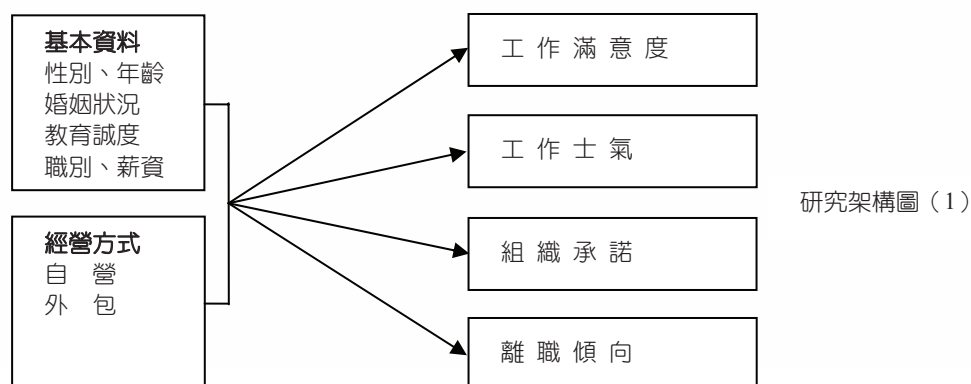 基本資料
性別、年齡
婚姻狀況
教育誠度
職別、薪資
經營方式
自 營
外 包
工 作 滿 意 度
工 作 士 氣
組 織 承 諾
離 職 傾 向
研究架構圖（1）